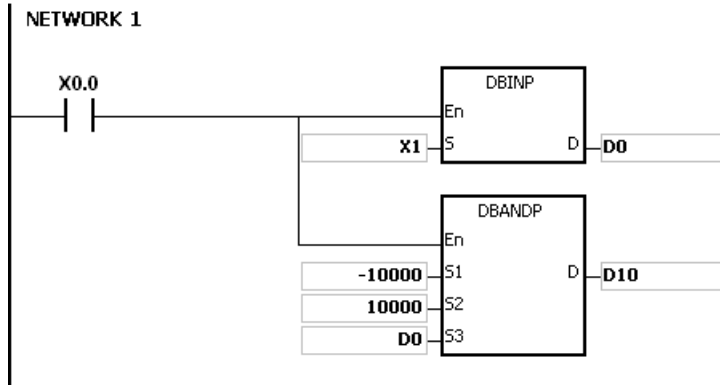 NETWORK 1
X0.0
DBINP
En
X1 S D D0
DBANDP
En
-10000 S1 D D10
10000 S2
D0 S3